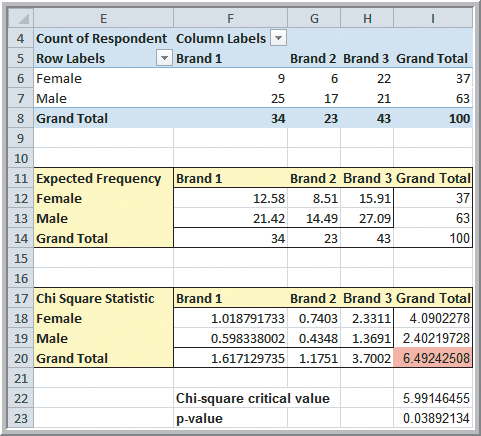 E F G H I
4 Count of Respondent Column Labels
5 Row Labels Brand 1 Brand 2 Brand 3 Grand Total
6 Female 9 6 22 37
7 Male 25 17 21 63
8 Grand Total 34 23 43 100
9
10
11 Expected Frequency Brand 1 Brand 2 Brand 3 Grand Total
12 Female 12.58 8.51 15.91 37
13 Male 21.42 14.49 27.09 63
14 Grand Total 34 23 43 100
15
16
17 Chi Square Statistic Brand 1 Brand 2 Brand 3 Grand Total
18 Female 1.018791733 0.7403 2.3311 4.0902278
19 Male 0.598338002 0.4348 1.3691 2.40219728
20 Grand Total 1.617129735 1.1751 3.7002 6.49242508
21
22 Chi-square critical value 5.99146455
23 p-value 0.03892134